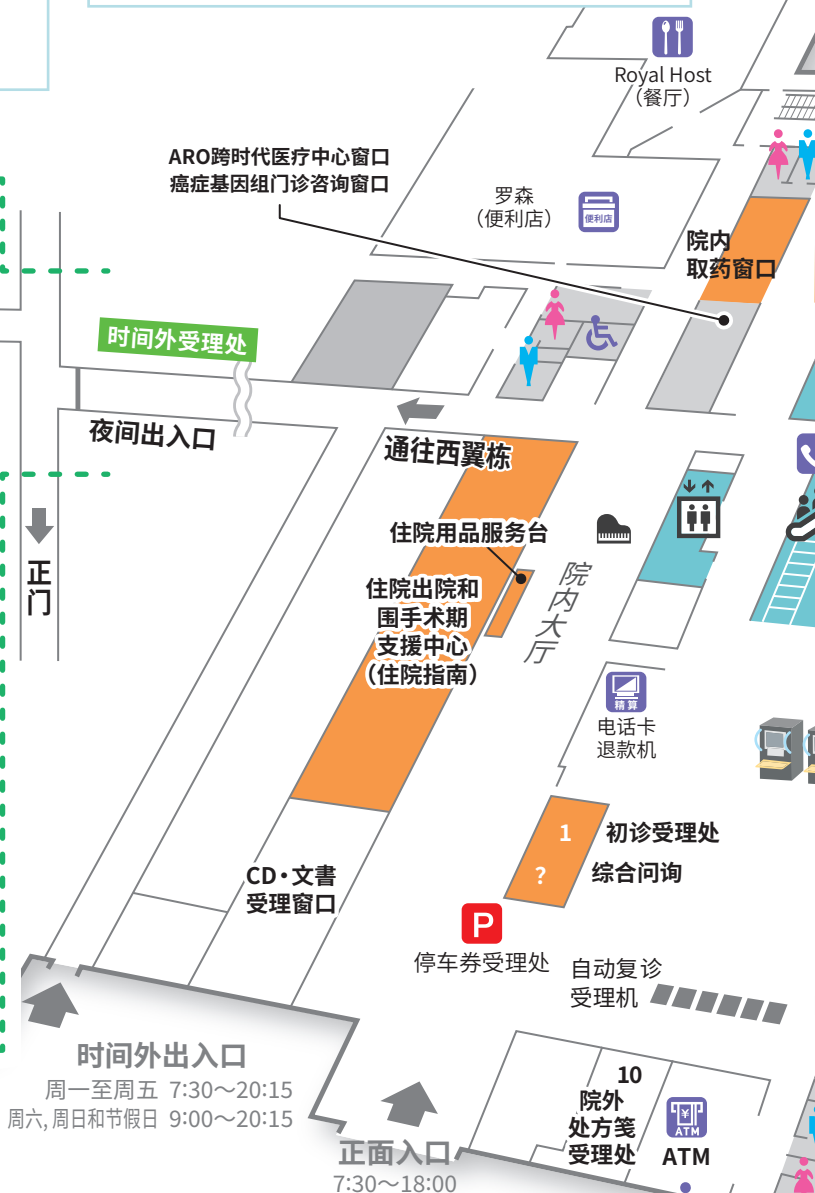 Royal Host
（餐厅）
ARO跨时代医疗中心窗口
癌症基因组门诊咨询窗口
罗森
（便利店）
便利店
院内
取药窗口
时间外受理处
夜间出入口
通往西翼栋
住院用品服务台
住院出院和
围手术期
支援中心
（住院指南）
院内大厅
正门
精算
电话卡
退款机
1 初诊受理处
? 综合问询
CD・文書
受理窗口
P
停车券受理处
自动复诊
受理机
时间外出入口
周一至周五 7:30～20:15
周六, 周日和节假日 9:00～20:15
正面入口
7:30～18:00
10
院外
处方笺
受理处
¥
ATM
ATM